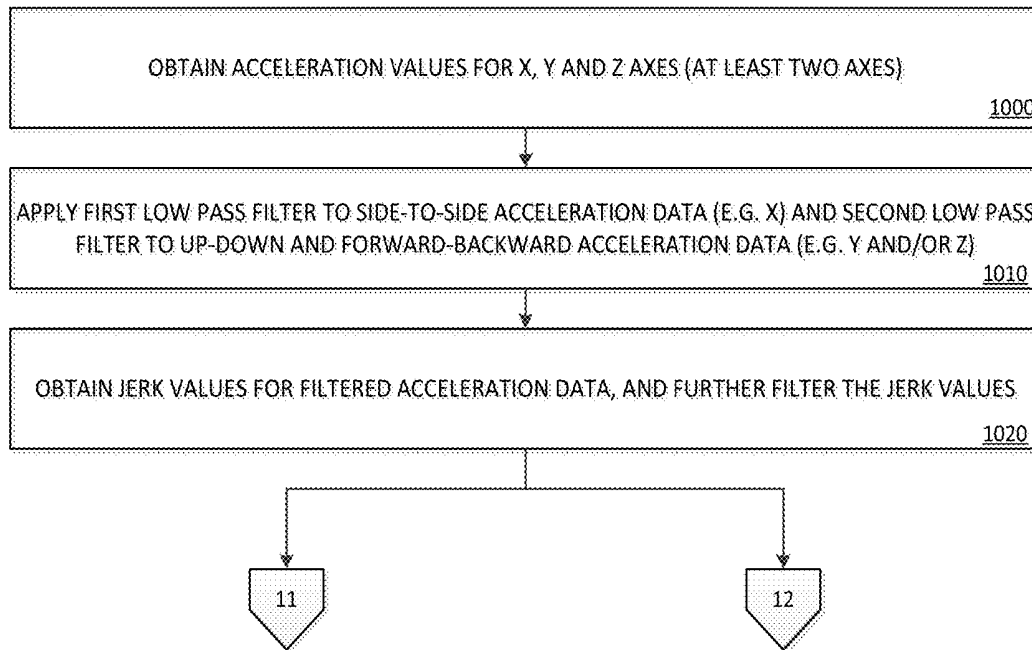 OBTAIN ACCELERATION VALUES FOR X, Y AND Z AXES (AT LEAST TWO AXES)
1000
APPLY FIRST LOW PASS FILTER TO SIDE-TO-SIDE ACCELERATION DATA (E.G. X) AND SECOND LOW PASS
FILTER TO UP-DOWN AND FORWARD-BACKWARD ACCELERATION DATA (E.G. Y AND/OR Z)
1010
OBTAIN JERK VALUES FOR FILTERED ACCELERATION DATA, AND FURTHER FILTER THE JERK VALUES
1020
11
12